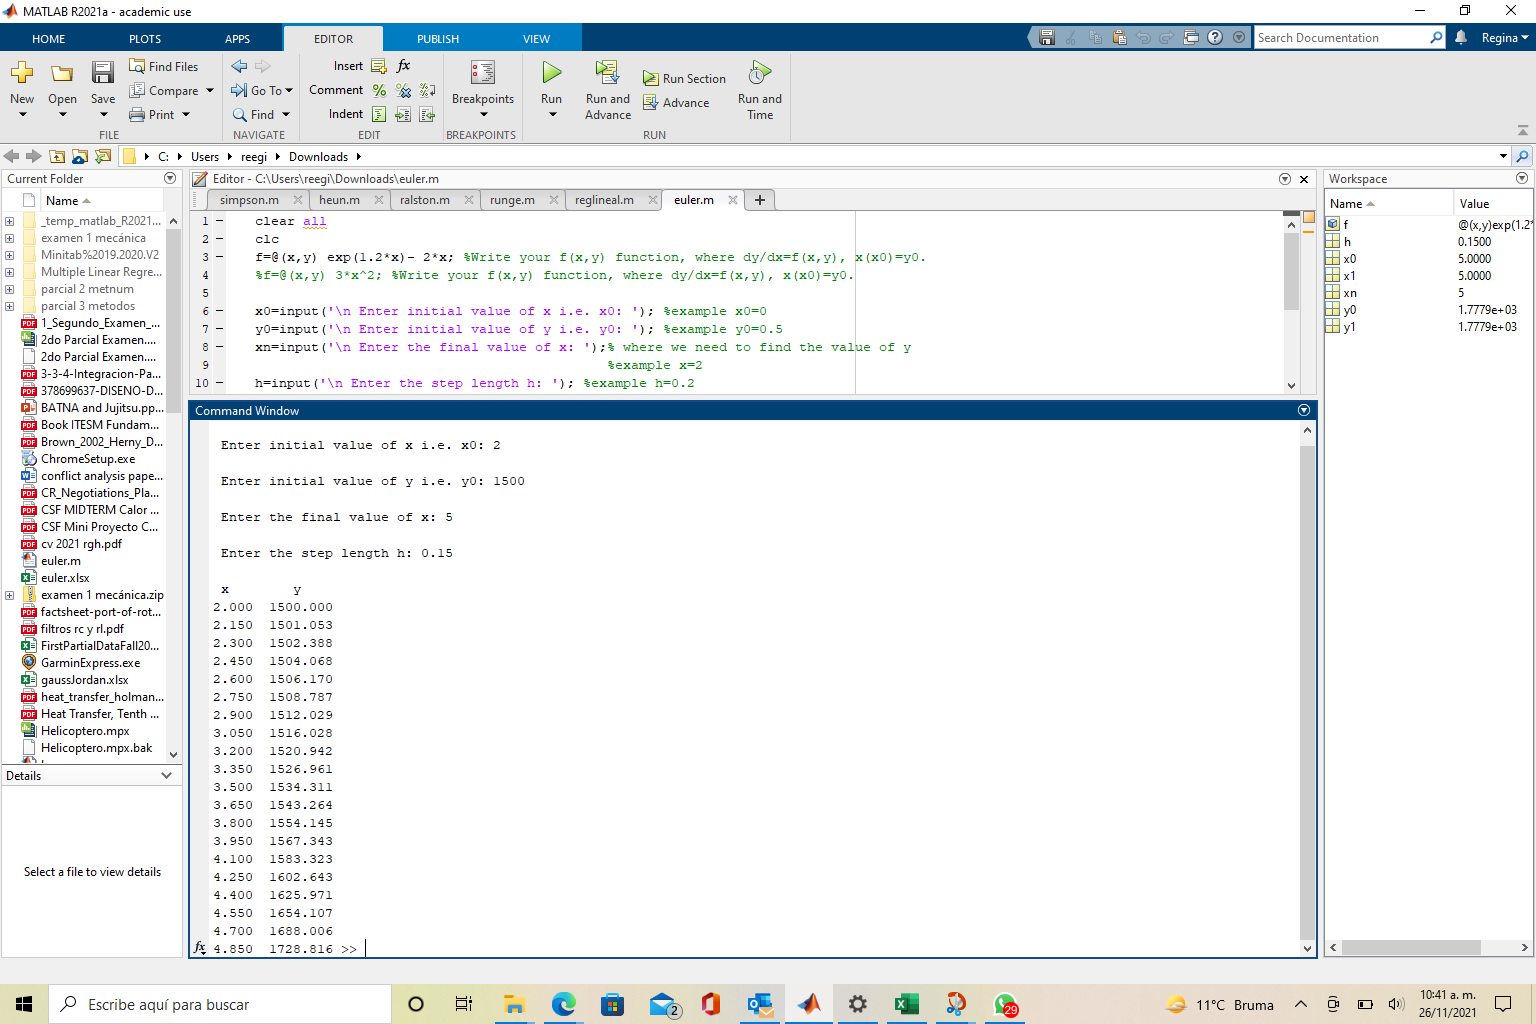 MATLAB R2021a - academic use
HOME PLOTS APPS EDITOR PUBLISH VIEW
Search Documentation
Regina
New
Open
Save
Find Files
Compare
Print
FILE
Go To
Find
NAVIGATE
Insert fx
Comment
Indent
EDIT
Breakpoints
BREAKPOINTS
Run
Run and Advance
Run Section
Advance
Run and Time
RUN
C: Users reegi Downloads
Current Folder
Name
_temp_matlab_R2021...
examen 1 mecánica
Minitab%2019.2020.V2
Multiple Linear Regre...
parcial 2 metnum
parcial 3 metodos
1_Segundo_Examen_...
2do Parcial Examen....
2do Parcial Examen....
3-3-4-Integracion-Pa...
378699637-DISENO-D...
BATNA and Jujitsu.pp...
Book ITESM Fundam...
Brown_2002_Herny_D...
ChromeSetup.exe
conflict analysis pape...
CR_Negotiations_Pla...
CSF MIDTERM Calor ...
CSF Mini Proyecto C...
cv 2021 rgh.pdf
euler.m
euler.xlsx
examen 1 mecánica.zip
factsheet-port-of-rot...
filtros rc y rl.pdf
FirstPartialDataFall20...
GarminExpress.exe
gaussJordan.xlsx
heat_transfer_holman...
Heat Transfer, Tenth ...
Helicoptero.mpx
Helicoptero.mpx.bak
Details
Select a file to view details
Editor - C:\Users\reegi\Downloads\euler.m
simpson.m heun.m ralston.m runge.m reglineal.m euler.m
1 clear all
2 clc
3 f=@(x,y) exp(1.2*x)- 2*x; %Write your f(x,y) function, where dy/dx=f(x,y), x(x0)=y0.
4 %f=@(x,y) 3*x^2; %Write your f(x,y) function, where dy/dx=f(x,y), x(x0)=y0.
5
6 x0=input('\n Enter initial value of x i.e. x0: '); %example x0=0
7 y0=input('\n Enter initial value of y i.e. y0: '); %example y0=0.5
8 xn=input('\n Enter the final value of x: ');% where we need to find the value of y
9 %example x=2
10 h=input('\n Enter the step length h: '); %example h=0.2
Command Window
Enter initial value of x i.e. x0: 2
Enter initial value of y i.e. y0: 1500
Enter the final value of x: 5
Enter the step length h: 0.15
x y
2.000 1500.000
2.150 1501.053
2.300 1502.388
2.450 1504.068
2.600 1506.170
2.750 1508.787
2.900 1512.029
3.050 1516.028
3.200 1520.942
3.350 1526.961
3.500 1534.311
3.650 1543.264
3.800 1554.145
3.950 1567.343
4.100 1583.323
4.250 1602.643
4.400 1625.971
4.550 1654.107
4.700 1688.006
fx 4.850 1728.816 >>
Workspace
Name Value
f @(x,y)exp(1.2*
h 0.1500
x0 5.0000
x1 5.0000
xn 5
y0 1.7779e+03
y1 1.7779e+03
Escribe aquí para buscar
2
29
11°C Bruma
10:41 a. m.
26/11/2021